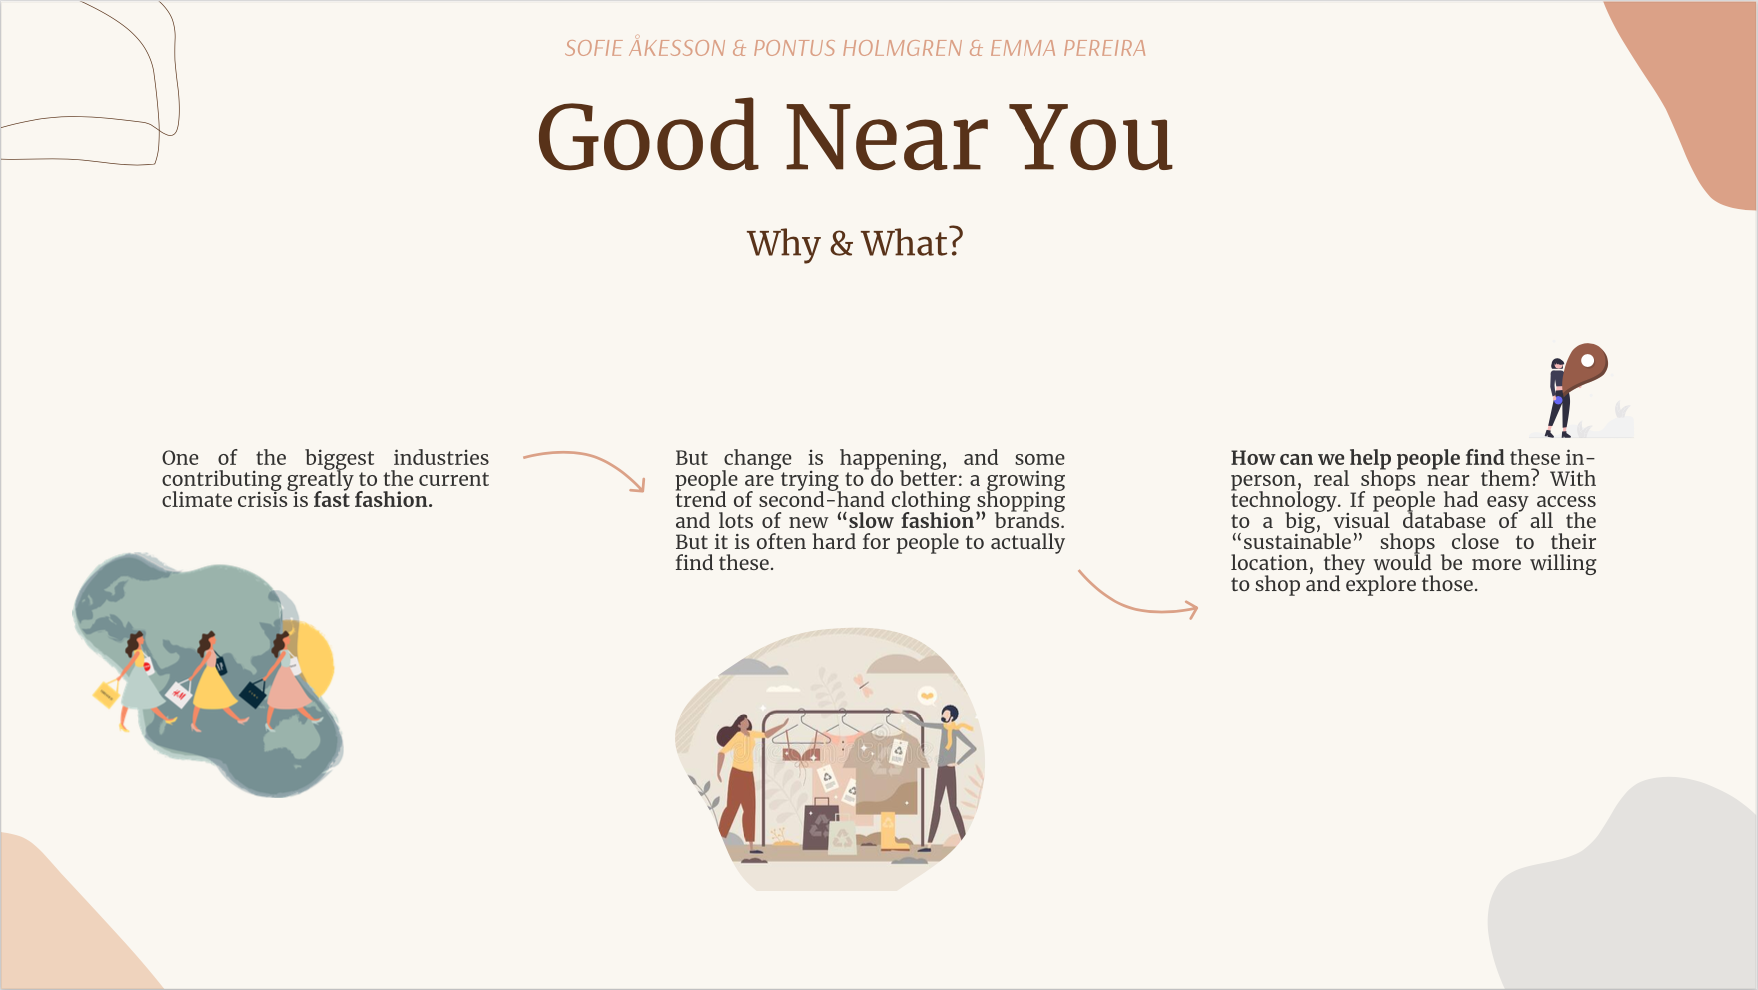 SOFIE ÅKESSON & PONTUS HOLMGREN & EMMA PEREIRA
Good Near You
Why & What?
One of the biggest industries
contributing greatly to the current
climate crisis is fast fashion.
But change is happening, and some
people are trying to do better: a growing
trend of second-hand clothing shopping
and lots of new “slow fashion” brands.
But it is often hard for people to actually
find these.
How can we help people find these in-
person, real shops near them? With
technology. If people had easy access
to a big, visual database of all the
“sustainable” shops close to their
location, they would be more willing
to shop and explore those.
H&M